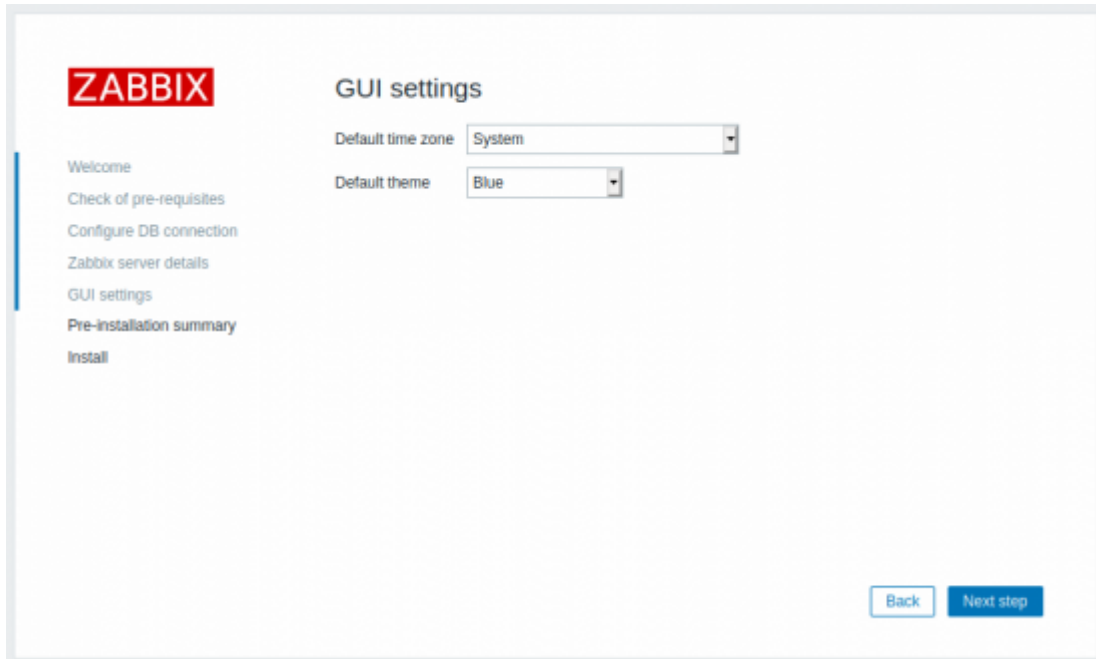 ZABBIX
Welcome
Check of pre-requisites
Configure DB connection
Zabbix server details
GUI settings
Pre-installation summary
Install
GUI settings
Default time zone System
Default theme Blue
Back Next step